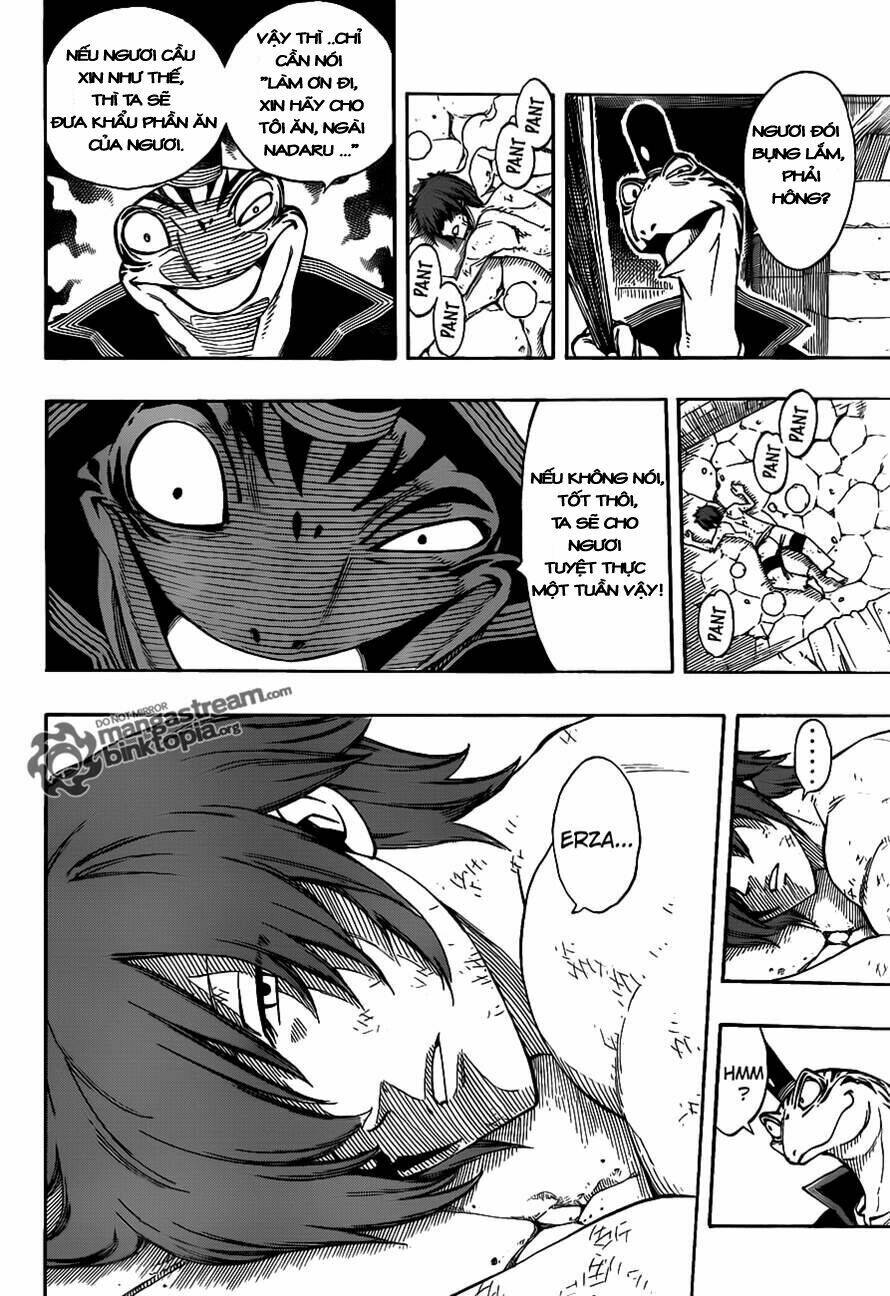 NGƯƠI ĐÓI
BỤNG LẮM,
PHẢI
HÔNG?
PANT
PANT
PANT
PANT
VẬY THÌ ..CHỈ
CẦN NÓI
"LÀM ƠN ĐI,
XIN HÃY CHO
TÔI ĂN, NGÀI
NADARU ..."
NẾU NGƯƠI CẦU
XIN NHƯ THẾ,
THÌ TA SẼ
ĐƯA KHẨU PHẦN ĂN
CỦA NGƯƠI.
PANT
PANT
PANT
NẾU KHÔNG NÓI,
TỐT THÔI,
TA SẼ CHO
NGƯƠI
TUYỆT THỰC
MỘT TUẦN VẬY!
.....
ERZA...
HMM
?
DO NOT MIRROR
mangastream.com
binktopia.org